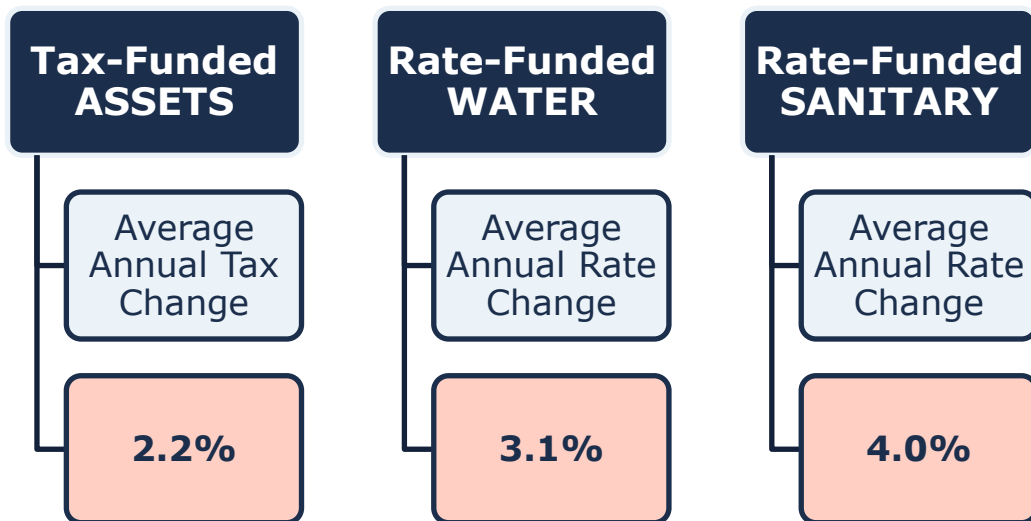 Tax-Funded
ASSETS
Average
Annual Tax
Change
2.2%
Rate-Funded
WATER
Average
Annual Rate
Change
3.1%
Rate-Funded
SANITARY
Average
Annual Rate
Change
4.0%